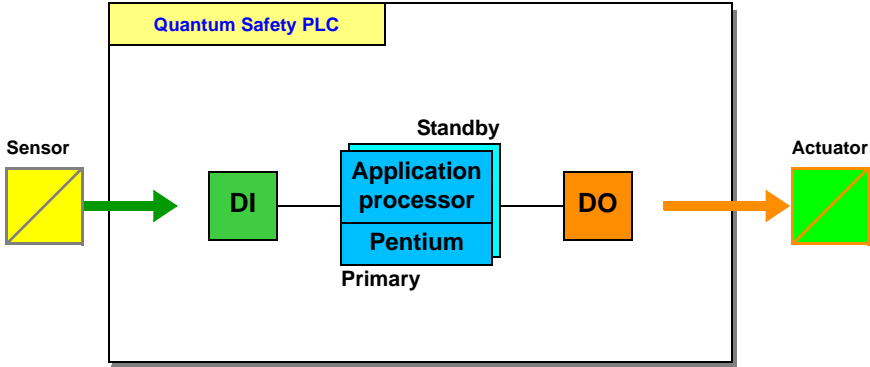 Quantum Safety PLC
Standby
Sensor
Actuator
Application
processor
DI
DO
Pentium
Primary